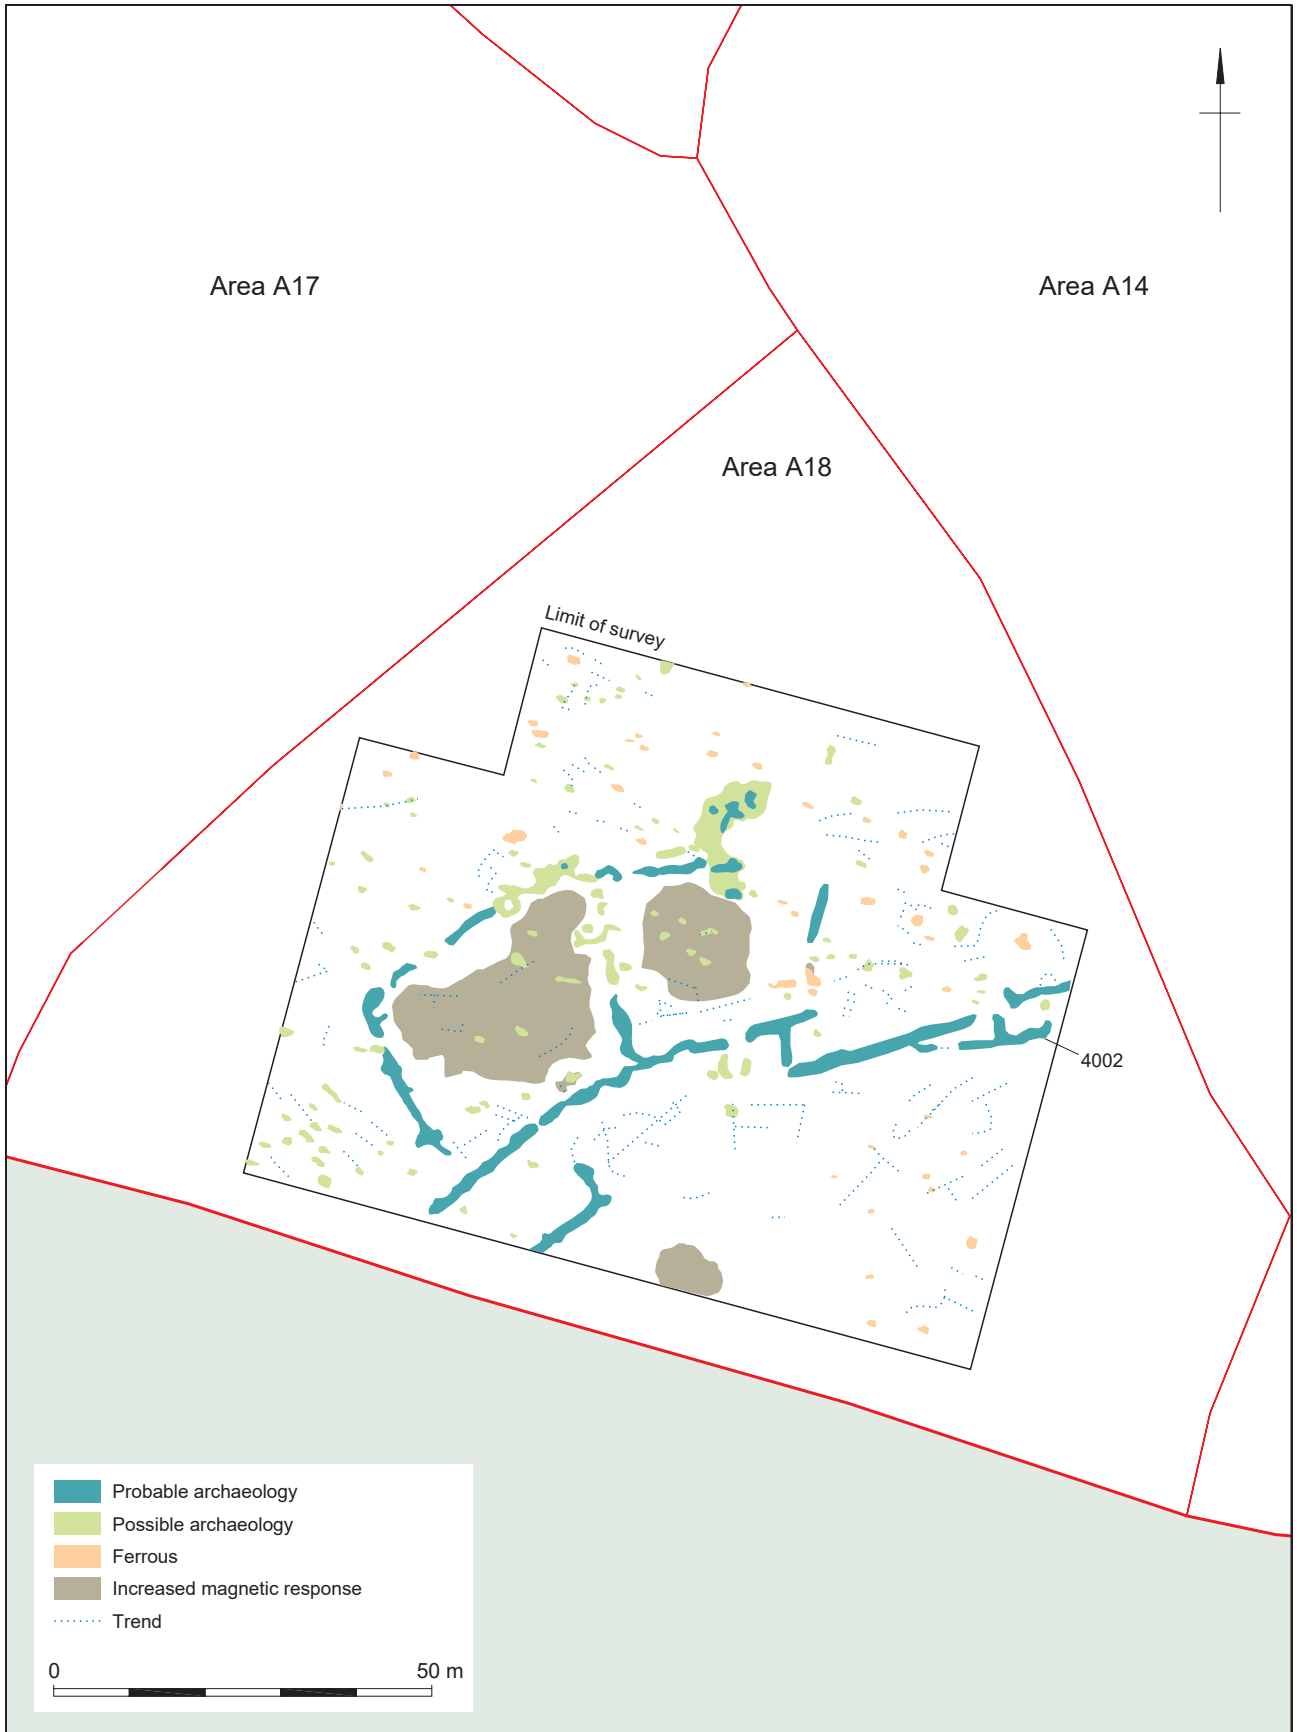 Area A17
Area A14
Area A18
Limit of survey
4002
Probable archaeology
Possible archaeology
Ferrous
Increased magnetic response
Trend
0 50 m